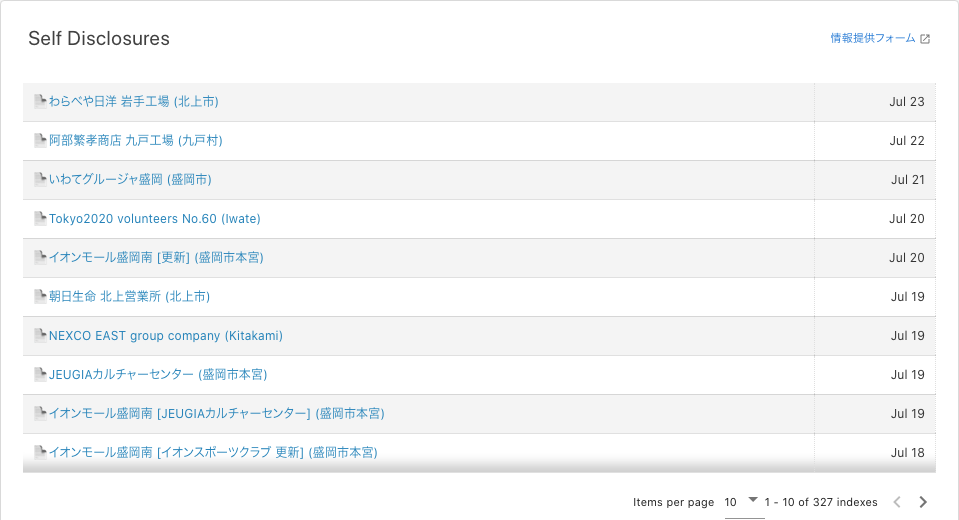 Self Disclosures
情報提供フォーム
わらべや日洋 岩手工場 (北上市) Jul 23
阿部繁孝商店 九戸工場 (九戸村) Jul 22
いわてグルージャ盛岡 (盛岡市) Jul 21
Tokyo2020 volunteers No.60 (Iwate) Jul 20
イオンモール盛岡南 [更新] (盛岡市本宮) Jul 20
朝日生命 北上営業所 (北上市) Jul 19
NEXCO EAST group company (Kitakami) Jul 19
JEUGIAカルチャーセンター (盛岡市本宮) Jul 19
イオンモール盛岡南 [JEUGIAカルチャーセンター] (盛岡市本宮) Jul 19
イオンモール盛岡南 [イオンスポーツクラブ 更新] (盛岡市本宮) Jul 18
Items per page 10 1 - 10 of 327 indexes